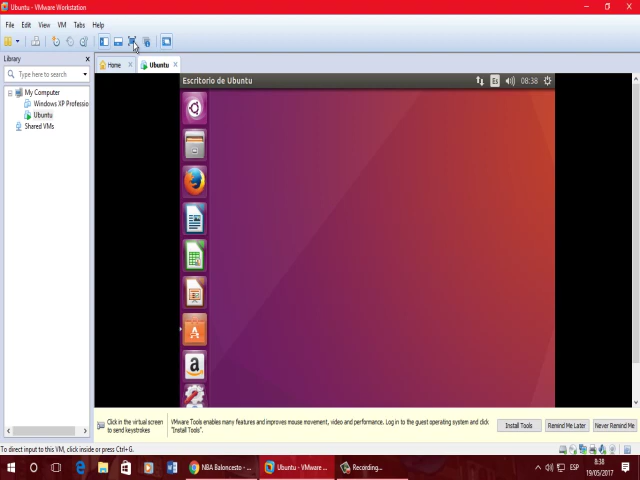 Ubuntu - VMware Workstation
File Edit View VM Tabs Help
Library
Type here to search
My Computer
Windows XP Professio
Ubuntu
Shared VMs
Home
Ubuntu
Escritorio de Ubuntu
Es
08:38
Click in the virtual screen
to send keystrokes
VMware Tools enables many features and improves mouse movement, video and performance. Log in to the guest operating system and click
"Install Tools".
Install Tools
Remind Me Later
Never Remind Me
To direct input to this VM, click inside or press Ctrl+G.
NBA Baloncesto - ...
Ubuntu - VMware ...
Recording...
ESP
8:38
19/05/2017